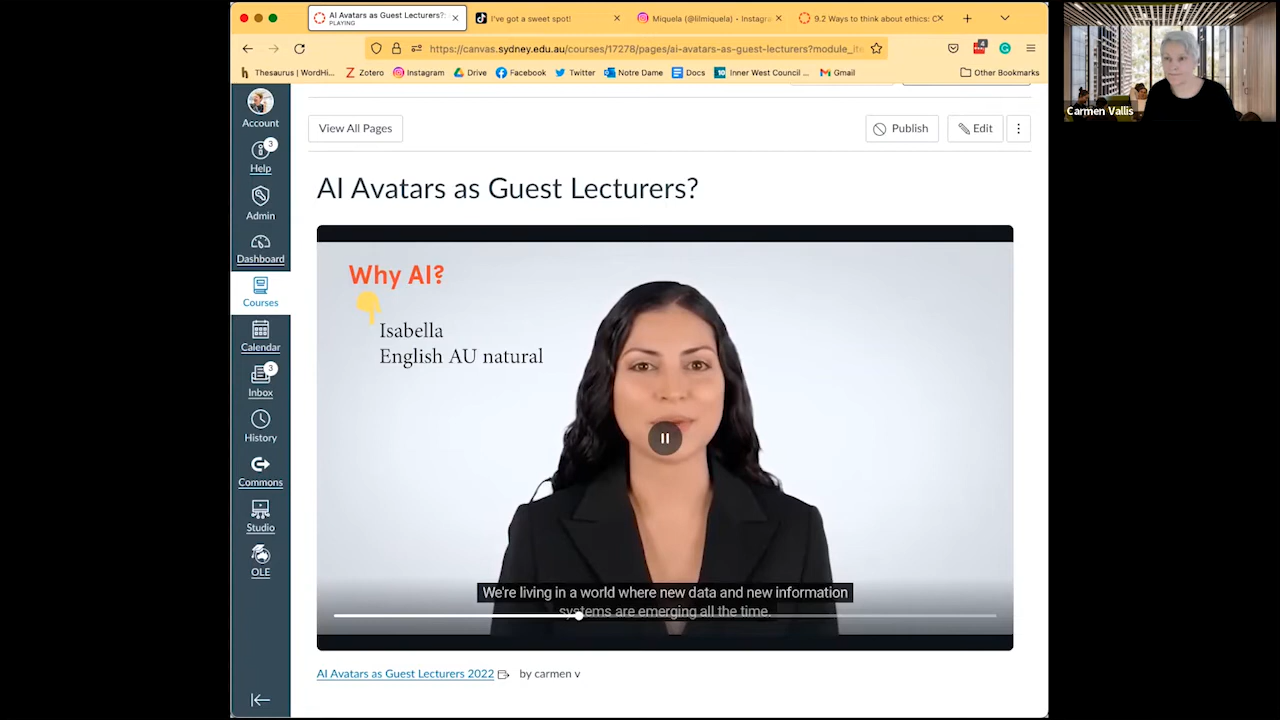 AI Avatars as Guest Lecturers?:
PLAYING
I've got a sweet spot!
Miquela (@lilmiquela) • Instagra
9.2 Ways to think about ethics: C
https://canvas.sydney.edu.au/courses/17278/pages/ai-avatars-as-guest-lecturers?module_it
4
Thesaurus | WordHi...
Zotero
Instagram
Drive
Facebook
Twitter
Notre Dame
Docs
Inner West Council ...
Gmail
Other Bookmarks
Carmen Vallis
Account
3
Help
Admin
Dashboard
Courses
Calendar
3
Inbox
History
Commons
Studio
OLE
View All Pages
Publish
Edit
AI Avatars as Guest Lecturers?
Why AI?
Isabella
English AU natural
We're living in a world where new data and new information
systems are emerging all the time.
AI Avatars as Guest Lecturers 2022
by carmen v